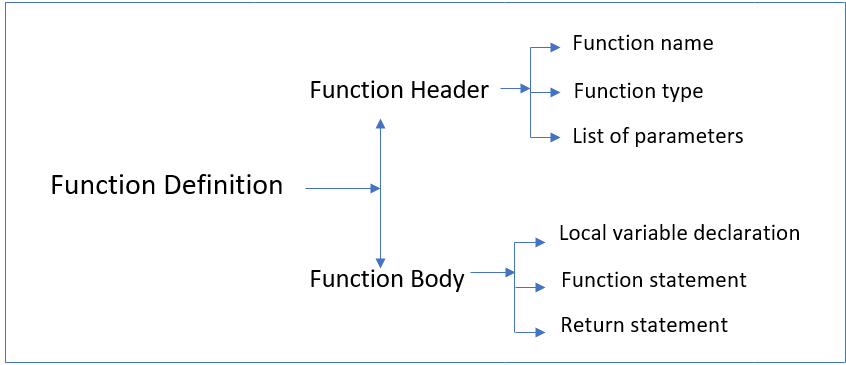 Function Definition
Function Header
Function name
Function type
List of parameters
Function Body
Local variable declaration
Function statement
Return statement